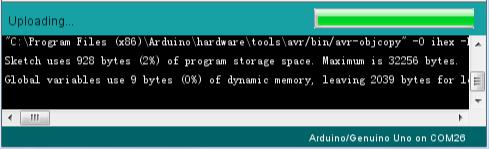 Uploading...
"C:\Program Files (x86)\Arduino\hardware\tools\avr/bin/avr-objcopy" -O ihex
Sketch uses 928 bytes (2%) of program storage space. Maximum is 32256 bytes.
Global variables use 9 bytes (0%) of dynamic memory, leaving 2039 bytes for
Arduino/Genuino Uno on COM26